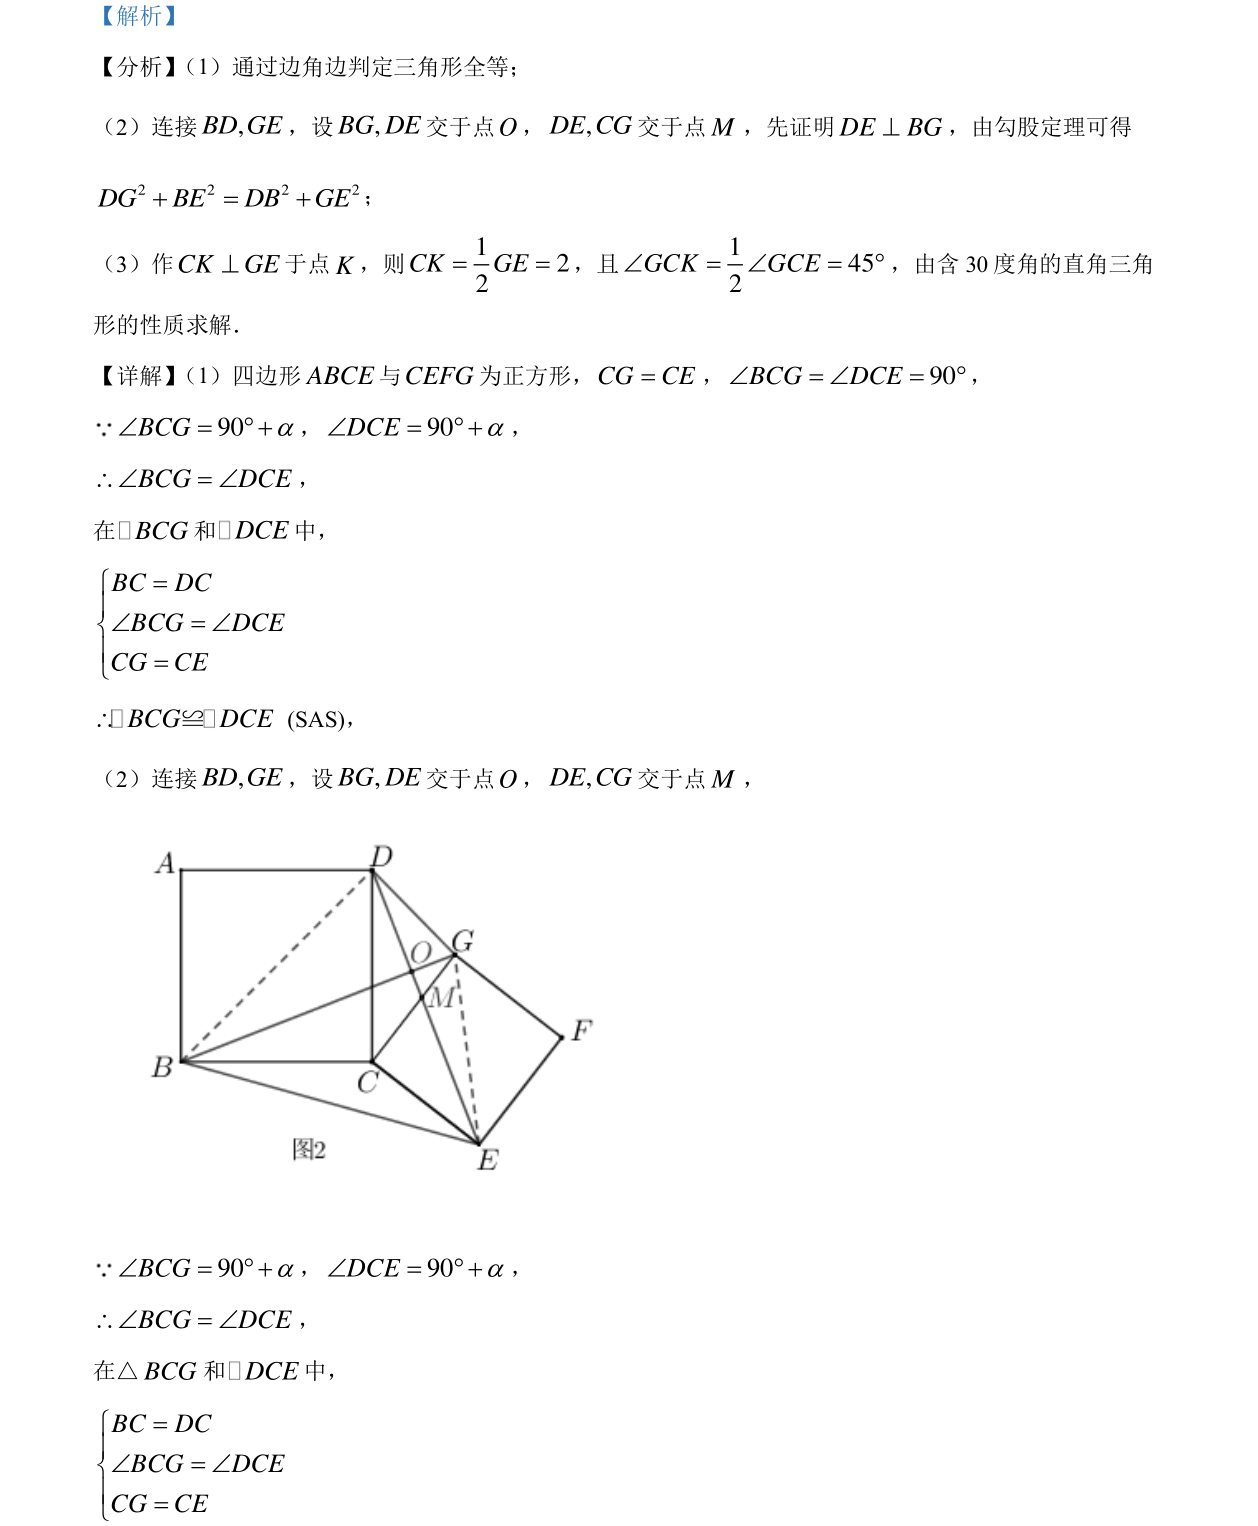 【解析】
【分析】（1）通过边角边判定三角形全等；
（2）连接BD,GE，设BG,DE交于点O，DE,CG交于点M，先证明DE⊥BG，由勾股定理可得
DG²+BE²=DB²+GE²；
（3）作CK⊥GE于点K，则CK=1/2GE=2，且∠GCK=1/2∠GCE=45°，由含30度角的直角三角
形的性质求解．
【详解】（1）四边形ABCE与CEFG为正方形，CG=CE，∠BCG=∠DCE=90°，
∵∠BCG=90°+α，∠DCE=90°+α，
∴∠BCG=∠DCE，
在□BCG和□DCE中，
{BC=DC
∠BCG=∠DCE
CG=CE
∴□BCG≌□DCE (SAS)，
（2）连接BD,GE，设BG,DE交于点O，DE,CG交于点M，
A
D
O
G
M
F
B
C
E
图2
∵∠BCG=90°+α，∠DCE=90°+α，
∴∠BCG=∠DCE，
在△BCG和□DCE中，
{BC=DC
∠BCG=∠DCE
CG=CE